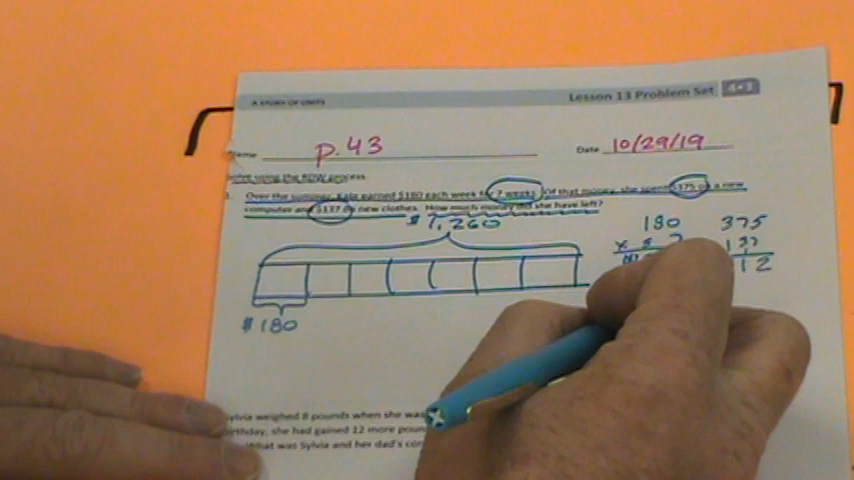 A STORY OF UNITS Lesson 13 Problem Set 4•3
Name p.43 Date 10/29/19
Solve using the RDW process.
1. Over the summer, Kate earned $180 each week for 7 weeks. Of that money, she spent $375 on a new
computer and $137 on new clothes. How much money did she have left?
$1,260
180 375
x 7 137
12
$180
Sylvia weighed 8 pounds when she was
birthday, she had gained 12 more
What was Sylvia and her dad's